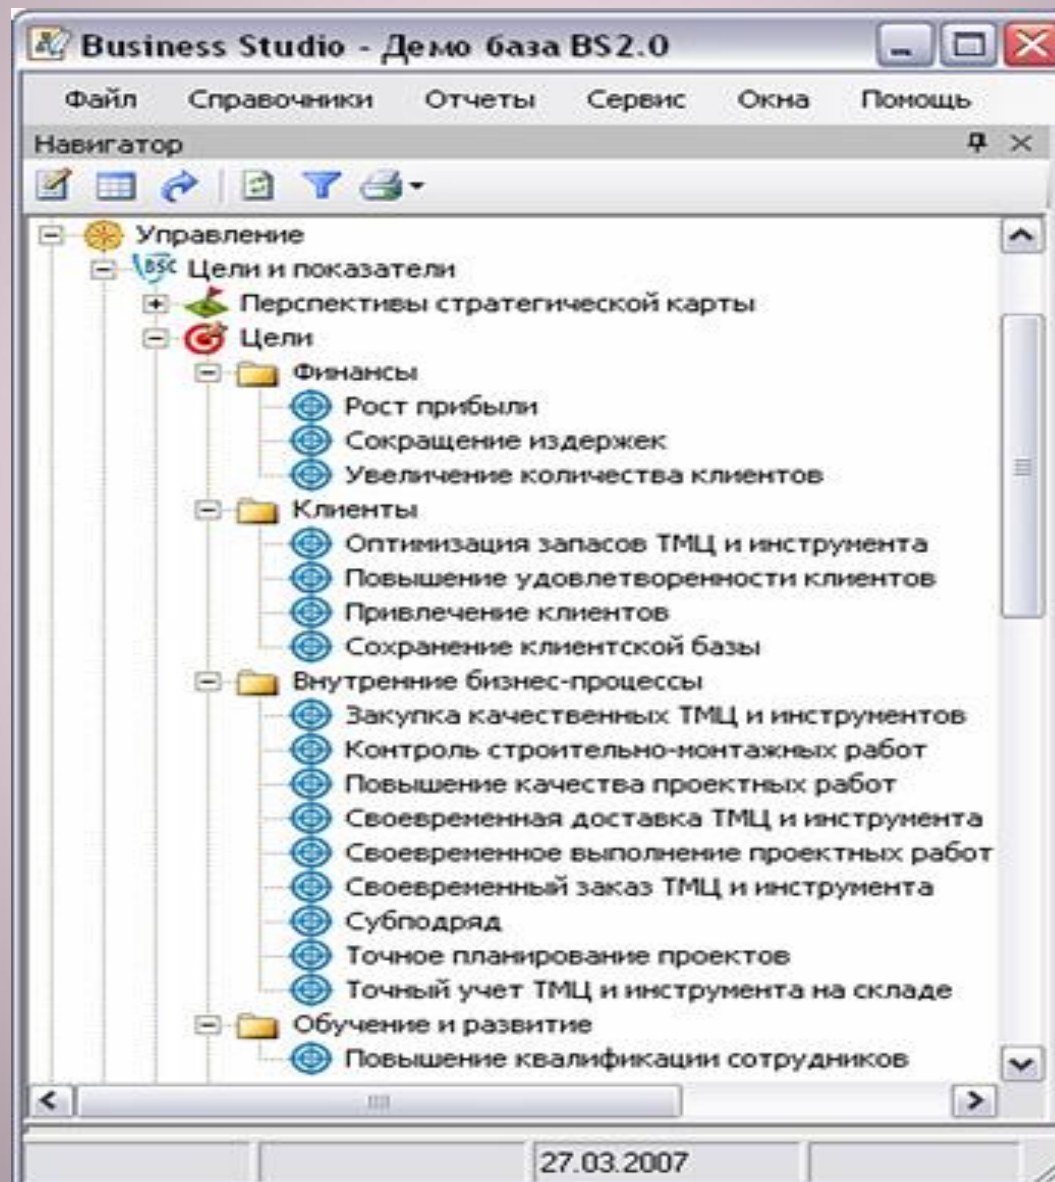 Business Studio - Демо база BS2.0
Файл Справочники Отчеты Сервис Окна Помощь
Навигатор
Управление
BSC Цели и показатели
Перспективы стратегической карты
Цели
Финансы
Рост прибыли
Сокращение издержек
Увеличение количества клиентов
Клиенты
Оптимизация запасов ТМЦ и инструмента
Повышение удовлетворенности клиентов
Привлечение клиентов
Сохранение клиентской базы
Внутренние бизнес-процессы
Закупка качественных ТМЦ и инструментов
Контроль строительно-монтажных работ
Повышение качества проектных работ
Своевременная доставка ТМЦ и инструмента
Своевременное выполнение проектных работ
Своевременный заказ ТМЦ и инструмента
Субподряд
Точное планирование проектов
Точный учет ТМЦ и инструмента на складе
Обучение и развитие
Повышение квалификации сотрудников
27.03.2007